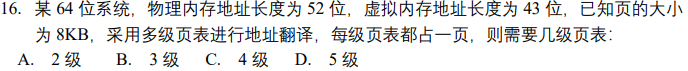 16. 某 64 位系统，物理内存地址长度为 52 位，虚拟内存地址长度为 43 位，已知页的大小
为 8KB，采用多级页表进行地址翻译，每级页表都占一页，则需要几级页表：
A. 2 级 B. 3 级 C. 4 级 D. 5 级